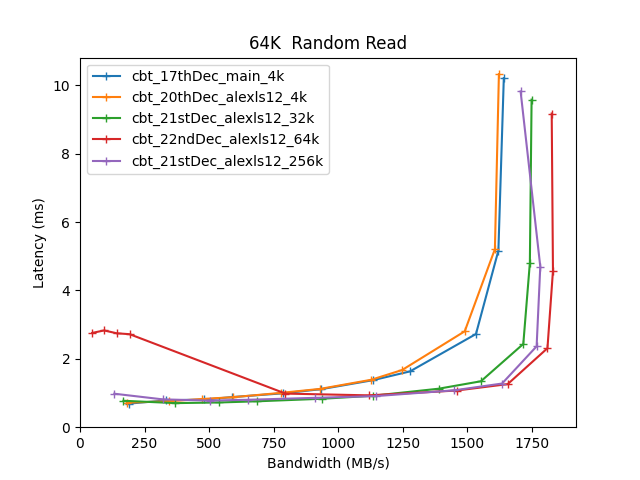 64K  Random Read
cbt_17thDec_main_4k
cbt_20thDec_alexls12_4k
cbt_21stDec_alexls12_32k
cbt_22ndDec_alexls12_64k
cbt_21stDec_alexls12_256k
Latency (ms)
10
8
6
4
2
0
0 250 500 750 1000 1250 1500 1750
Bandwidth (MB/s)